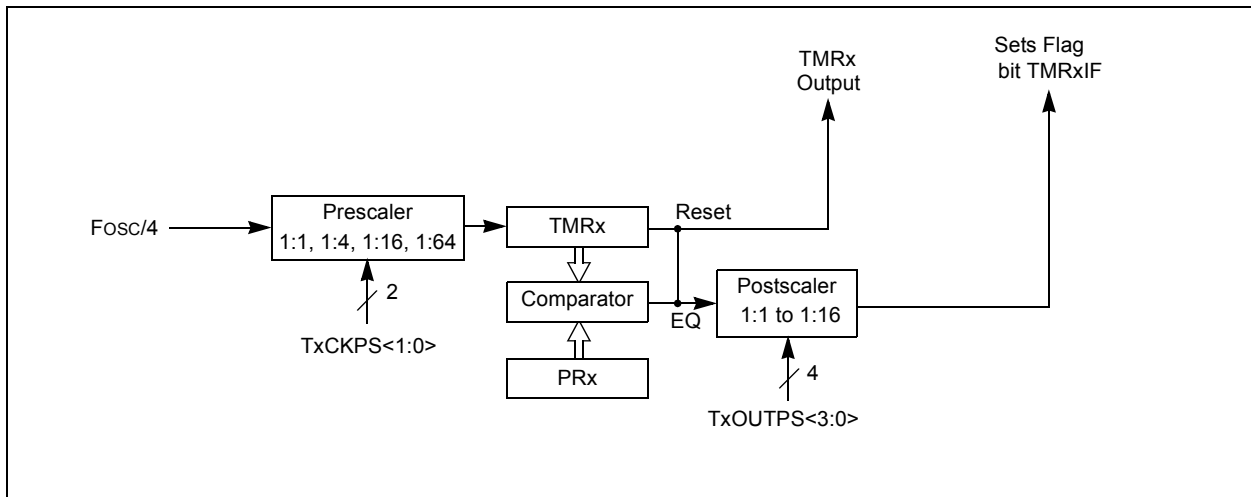 TMRx
Output
Sets Flag
bit TMRxIF
Fosc/4
Prescaler
1:1, 1:4, 1:16, 1:64
2
TxCKPS<1:0>
TMRx
Reset
Comparator
EQ
PRx
Postscaler
1:1 to 1:16
4
TxOUTPS<3:0>